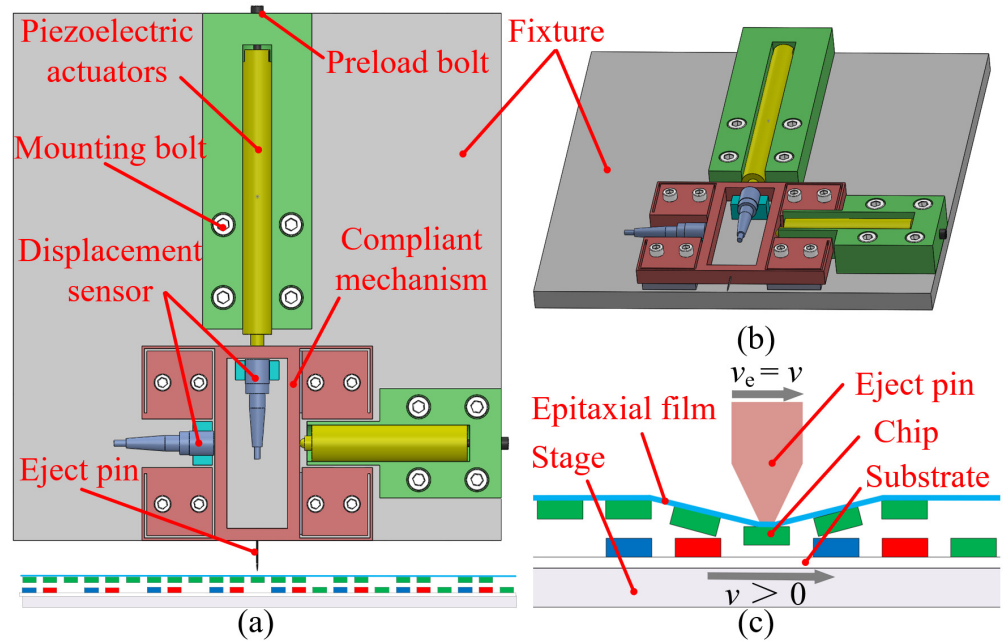 Piezoelectric
actuators
Preload bolt
Mounting bolt
Displacement
sensor
Compliant
mechanism
Eject pin
(a)
Fixture
(b)
vₑ = v
Eject pin
Epitaxial film
Chip
Stage
Substrate
v > 0
(c)